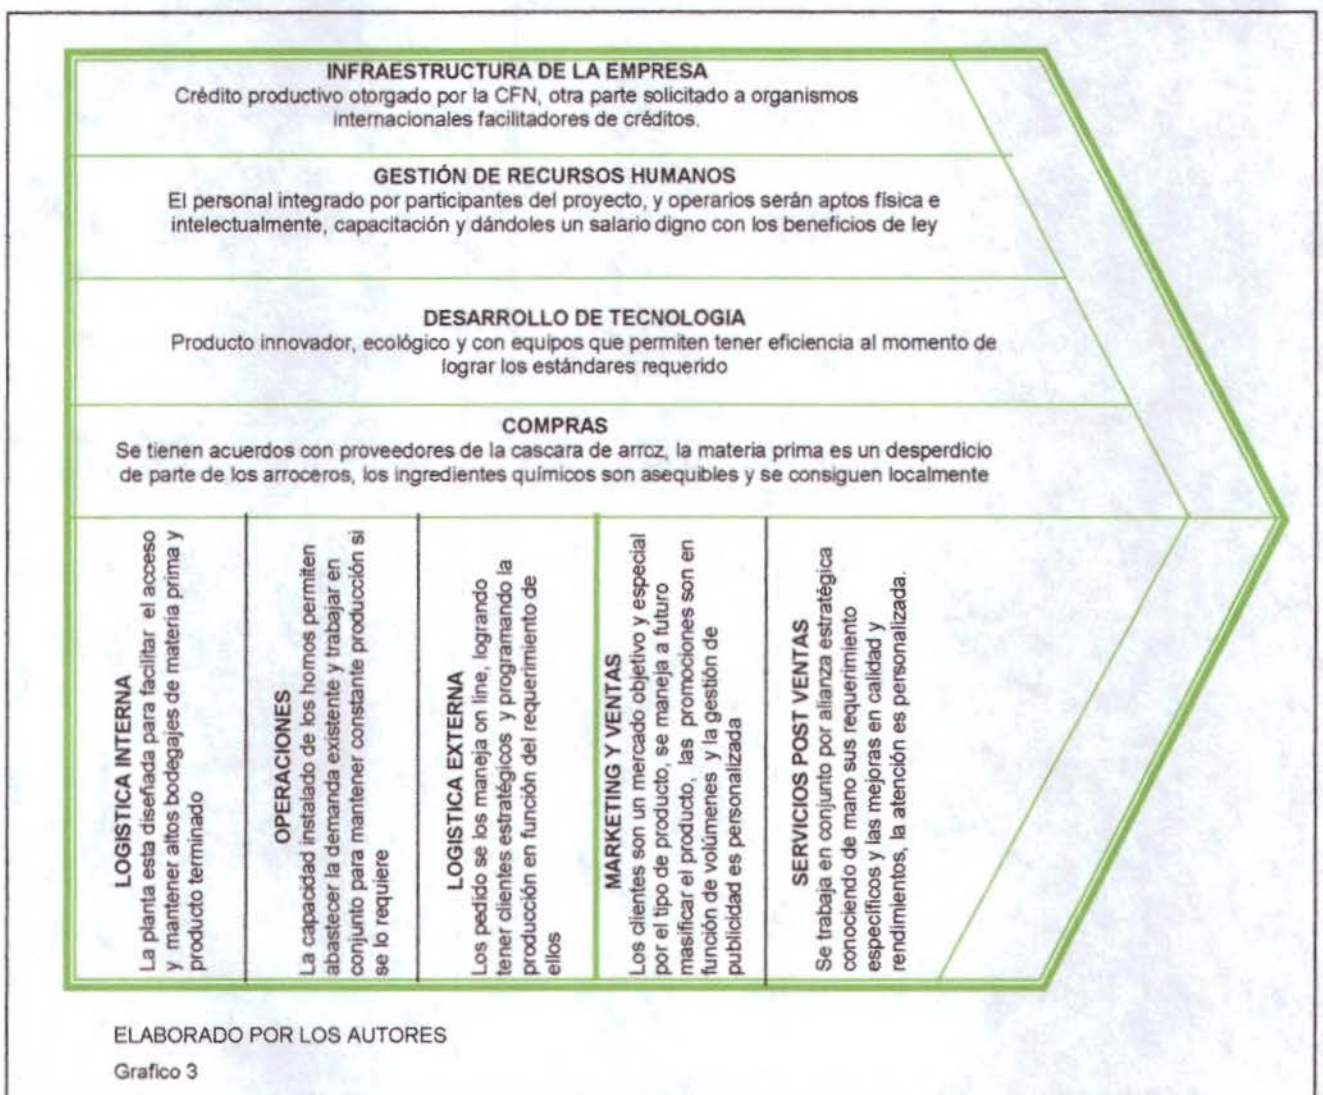 INFRAESTRUCTURA DE LA EMPRESA
Crédito productivo otorgado por la CFN, otra parte solicitado a organismos
internacionales facilitadores de créditos.
GESTIÓN DE RECURSOS HUMANOS
El personal integrado por participantes del proyecto, y operarios serán aptos física e
intelectualmente, capacitación y dándoles un salario digno con los beneficios de ley
DESARROLLO DE TECNOLOGIA
Producto innovador, ecológico y con equipos que permiten tener eficiencia al momento de
lograr los estándares requerido
COMPRAS
Se tienen acuerdos con proveedores de la cascara de arroz, la materia prima es un desperdicio
de parte de los arroceros, los ingredientes químicos son asequibles y se consiguen localmente
LOGISTICA INTERNA
La planta esta diseñada para facilitar el acceso
y mantener altos bodegajes de materia prima y
producto terminado
OPERACIONES
La capacidad instalado de los hornos permiten
abastecer la demanda existente y trabajar en
conjunto para mantener constante producción si
se lo requiere
LOGISTICA EXTERNA
Los pedido se los maneja on line, logrando
tener clientes estratégicos y programando la
producción en función del requerimiento de
ellos
MARKETING Y VENTAS
Los clientes son un mercado objetivo y especial
por el tipo de producto, se maneja a futuro
masificar el producto, las promociones son en
función de volúmenes y la gestión de
publicidad es personalizada
SERVICIOS POST VENTAS
Se trabaja en conjunto por alianza estratégica
conociendo de mano sus requerimiento
específicos y las mejoras en calidad y
rendimientos, la atención es personalizada.
ELABORADO POR LOS AUTORES
Grafico 3